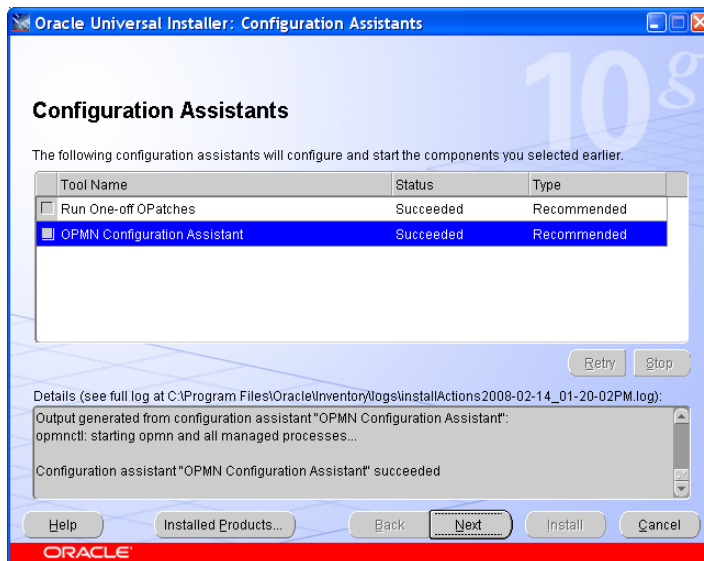 Oracle Universal Installer: Configuration Assistants
10g
Configuration Assistants
The following configuration assistants will configure and start the components you selected earlier.
Tool Name Status Type
Run One-off OPatches Succeeded Recommended
OPMN Configuration Assistant Succeeded Recommended
Retry Stop
Details (see full log at C:\Program Files\Oracle\Inventory\logs\installActions2008-02-14_01-20-02PM.log):
Output generated from configuration assistant "OPMN Configuration Assistant":
opmnctl: starting opmn and all managed processes...
Configuration assistant "OPMN Configuration Assistant" succeeded
Help Installed Products... Back Next Install Cancel
ORACLE